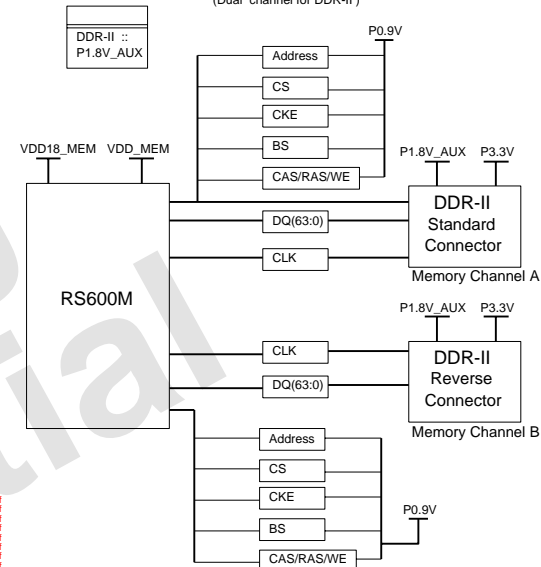 (Dual channel for DDR-II )
DDR-II ::
P1.8V_AUX
P0.9V
Address
CS
CKE
BS
CAS/RAS/WE
VDD18_MEM VDD_MEM
P1.8V_AUX P3.3V
DDR-II
Standard
Connector
DQ(63:0)
CLK
Memory Channel A
RS600M
P1.8V_AUX P3.3V
CLK
DDR-II
Reverse
Connector
DQ(63:0)
Memory Channel B
Address
CS
CKE
BS
CAS/RAS/WE
P0.9V